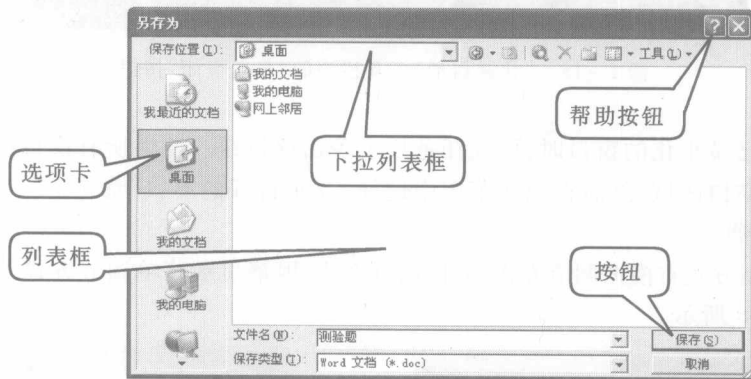 另存为
保存位置(I):
桌面
工具(L)
我最近的文档
桌面
我的文档
我的电脑
我的文档
我的电脑
网上邻居
帮助按钮
下拉列表框
选项卡
列表框
按钮
文件名(N):
测验题
保存类型(T):
Word 文档 (*.doc)
保存(S)
取消